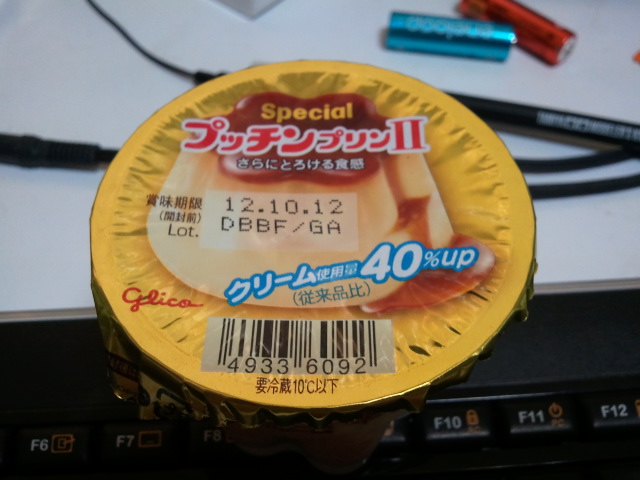 Special
プッチンプリンII
さらにとろける食感
賞味期限
(開封前)
Lot.
12.10.12
DBBF/GA
クリーム使用量40%up
(従来品比)
glico
4933 6092
要冷蔵10℃以下
F6
F7
F8
F10
F11
F12